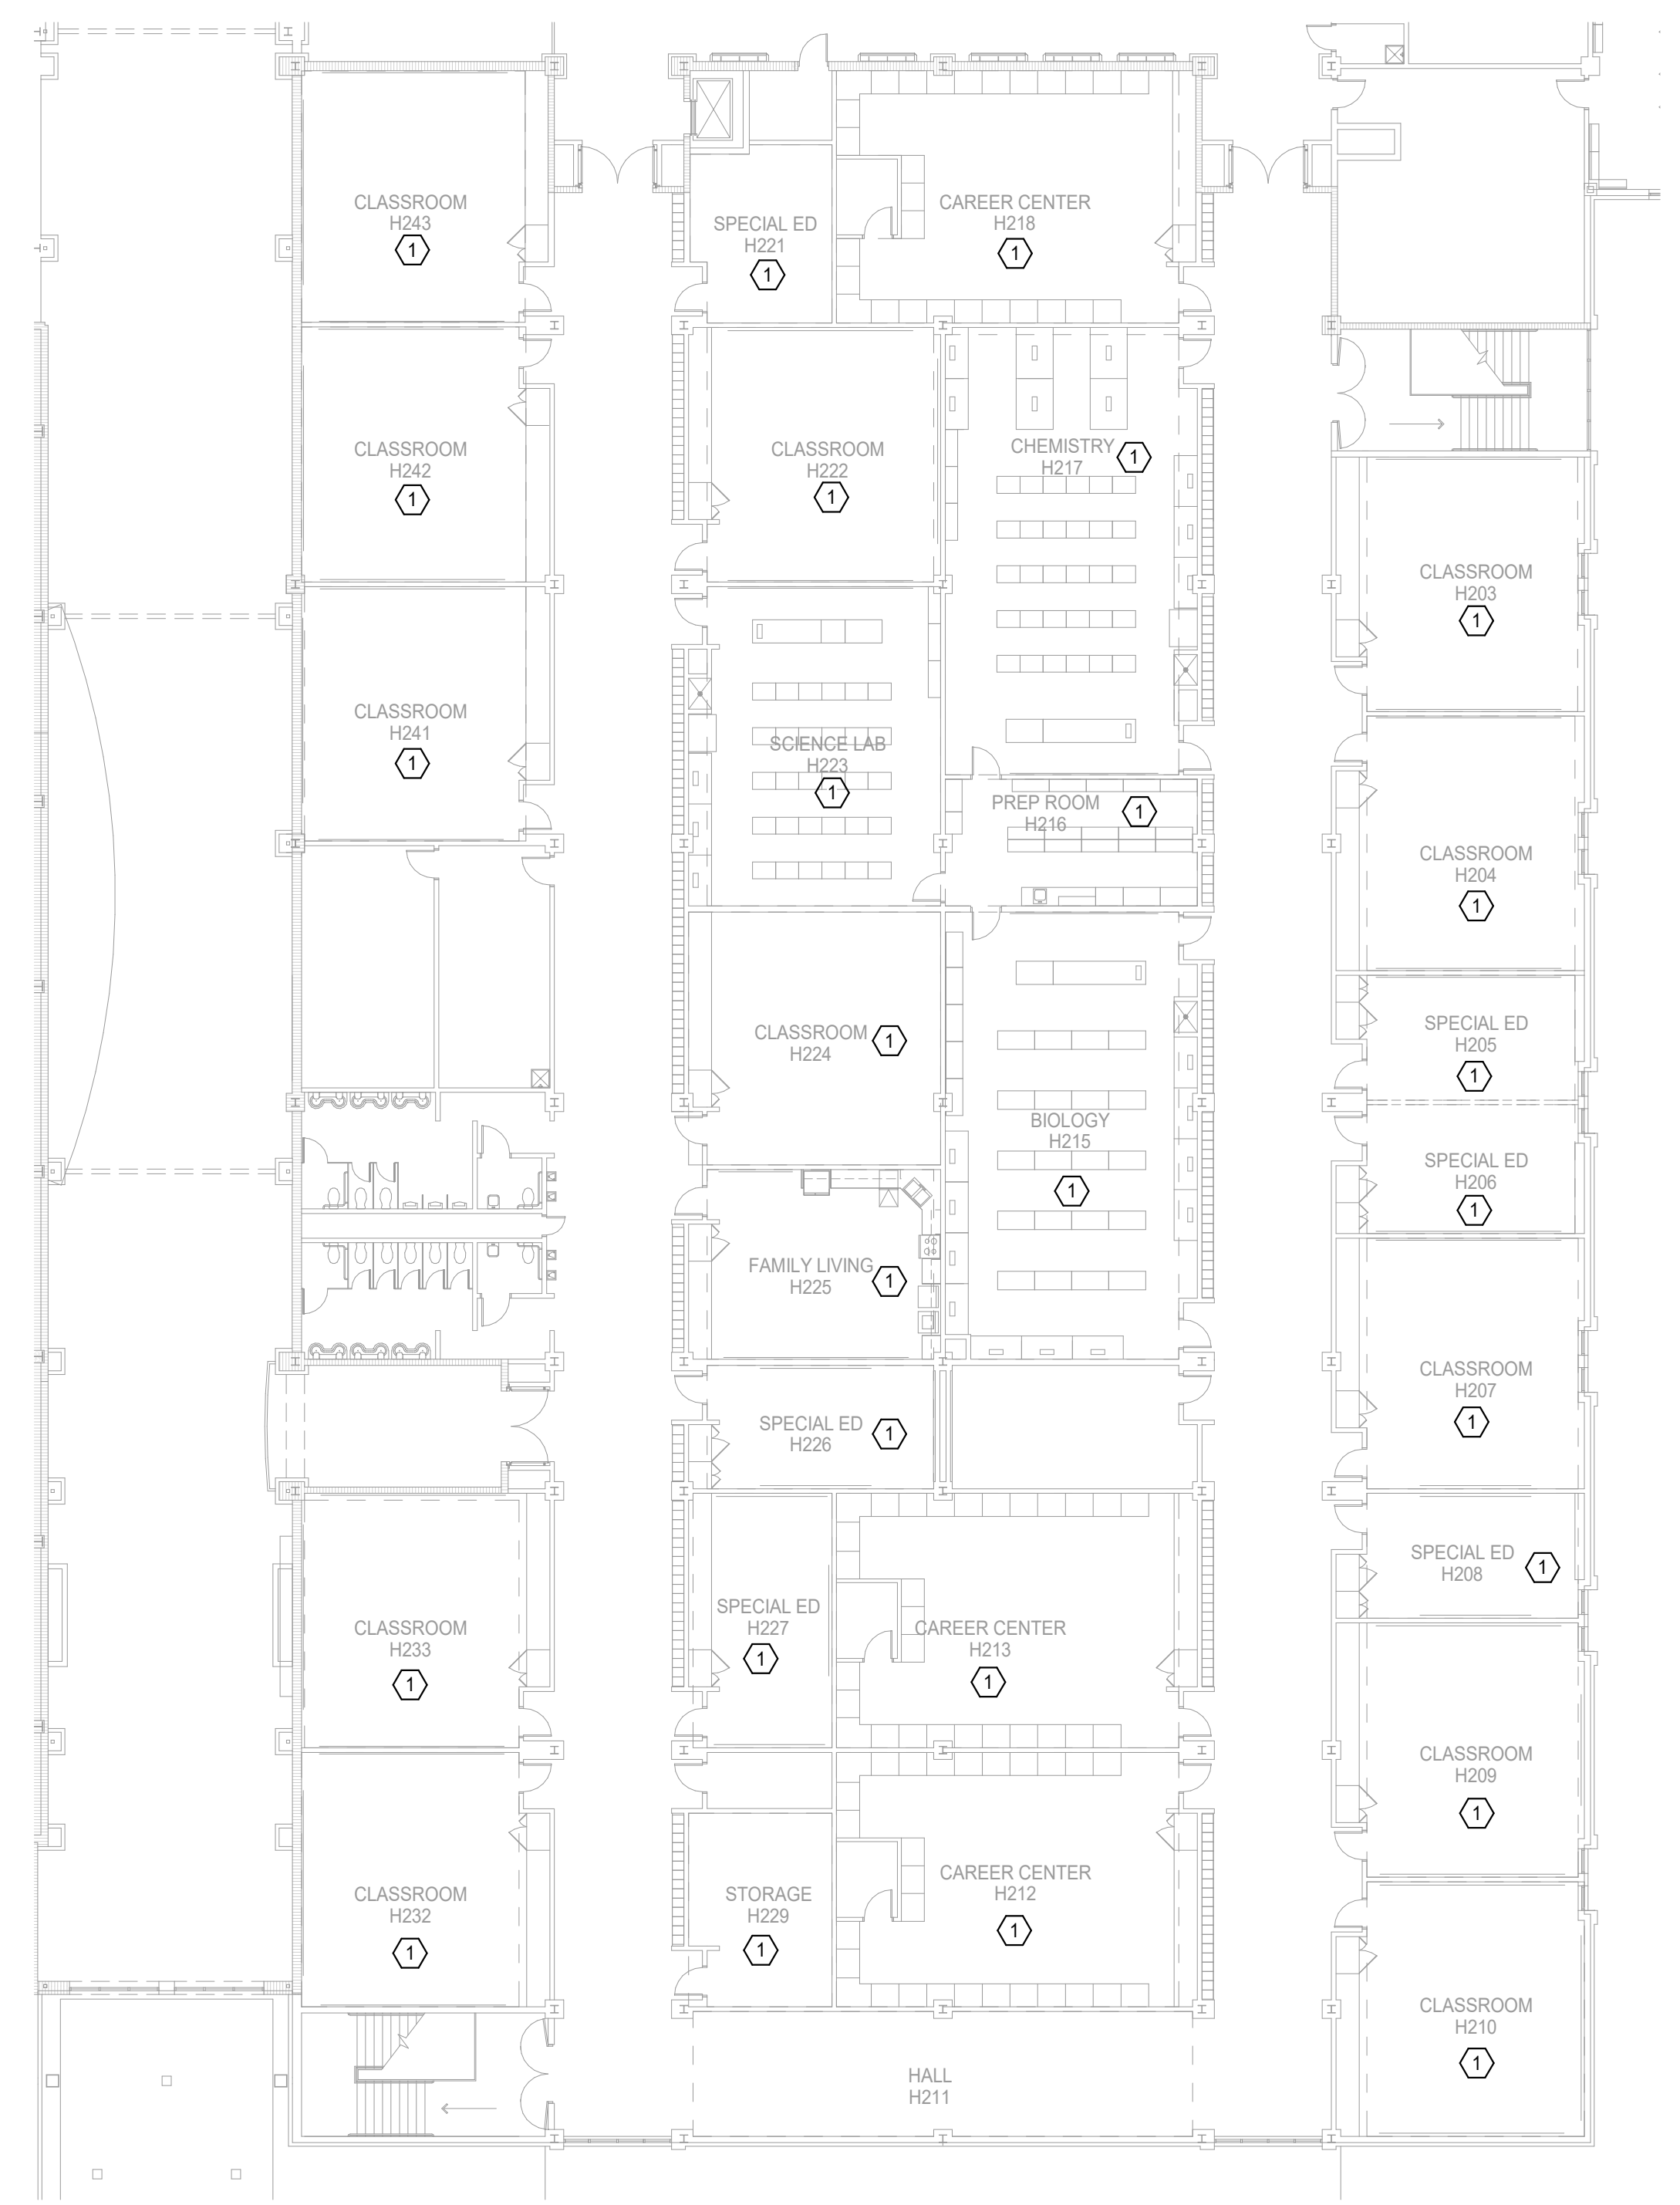 CLASSROOM
H243
1
SPECIAL ED
H221
1
CAREER CENTER
H218
1
CLASSROOM
H242
1
CLASSROOM
H222
1
CHEMISTRY
H217
1
CLASSROOM
H203
1
CLASSROOM
H241
1
SCIENCE LAB
H223
1
PREP ROOM
H216
1
CLASSROOM
H204
1
CLASSROOM
H224
1
SPECIAL ED
H205
1
BIOLOGY
H215
1
SPECIAL ED
H206
1
FAMILY LIVING
H225
1
CLASSROOM
H207
1
SPECIAL ED
H226
1
SPECIAL ED
H208
1
CLASSROOM
H233
1
SPECIAL ED
H227
1
CAREER CENTER
H213
1
CLASSROOM
H209
1
CLASSROOM
H232
1
STORAGE
H229
1
CAREER CENTER
H212
1
CLASSROOM
H210
1
HALL
H211